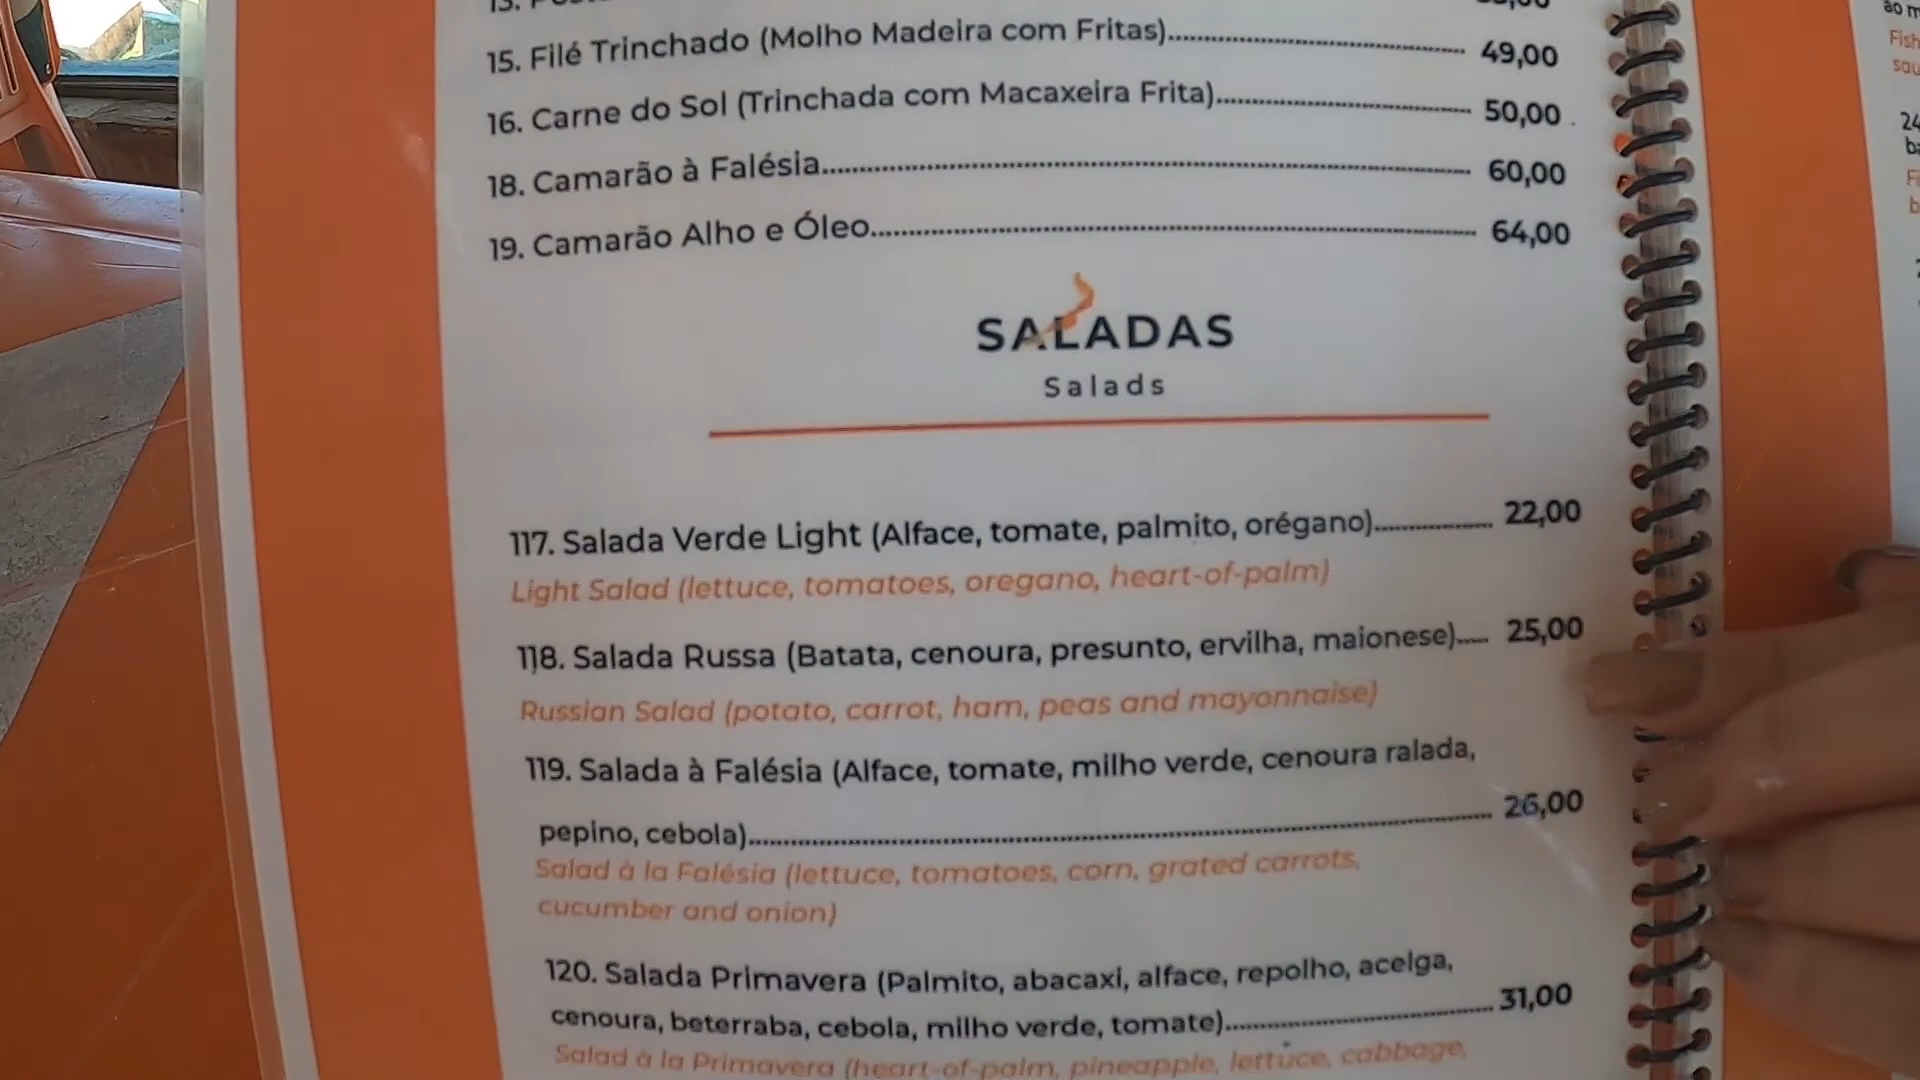 15. Filé Trinchado (Molho Madeira com Fritas)........ 49,00
16. Carne do Sol (Trinchada com Macaxeira Frita)........ 50,00
18. Camarão à Falésia........ 60,00
19. Camarão Alho e Óleo........ 64,00
SALADAS
Salads
117. Salada Verde Light (Alface, tomate, palmito, orégano)........ 22,00
Light Salad (lettuce, tomatoes, oregano, heart-of-palm)
118. Salada Russa (Batata, cenoura, presunto, ervilha, maionese)..... 25,00
Russian Salad (potato, carrot, ham, peas and mayonnaise)
119. Salada à Falésia (Alface, tomate, milho verde, cenoura ralada,
pepino, cebola)........ 26,00
Salad à la Falésia (lettuce, tomatoes, corn, grated carrots,
cucumber and onion)
120. Salada Primavera (Palmito, abacaxi, alface, repolho, acelga,
cenoura, beterraba, cebola, milho verde, tomate)........ 31,00
Salad à la Primavera (heart-of-palm, pineapple, lettuce, cabbage,